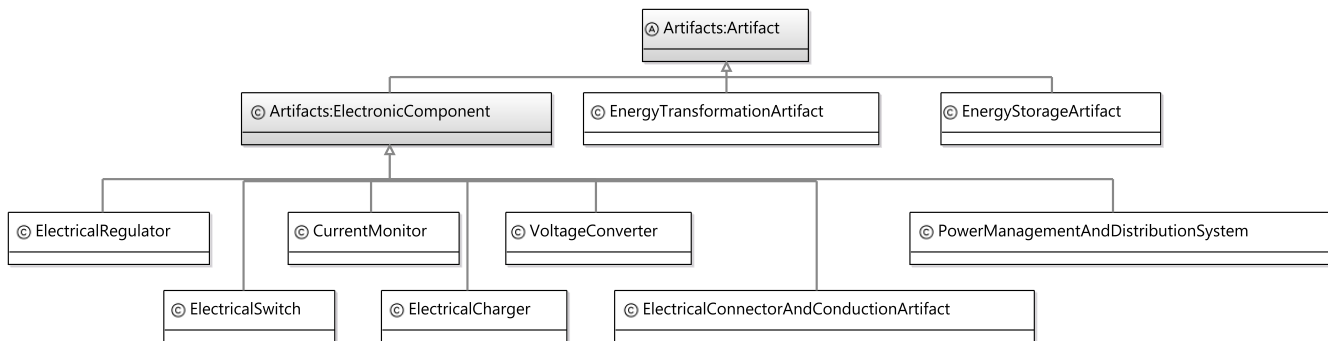 A Artifacts:Artifact
C Artifacts:ElectronicComponent
C EnergyTransformationArtifact
C EnergyStorageArtifact
C ElectricalRegulator
C CurrentMonitor
C VoltageConverter
C PowerManagementAndDistributionSystem
C ElectricalSwitch
C ElectricalCharger
C ElectricalConnectorAndConductionArtifact